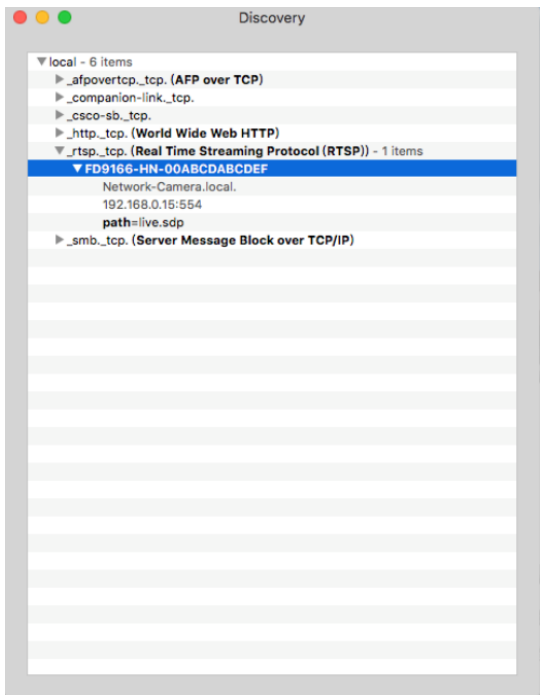 Discovery
local - 6 items
_afpovertcp._tcp. (AFP over TCP)
_companion-link._tcp.
_csco-sb._tcp.
_http._tcp. (World Wide Web HTTP)
_rtsp._tcp. (Real Time Streaming Protocol (RTSP)) - 1 items
FD9166-HN-00ABCDABCDEF
Network-Camera.local.
192.168.0.15:554
path=live.sdp
_smb._tcp. (Server Message Block over TCP/IP)